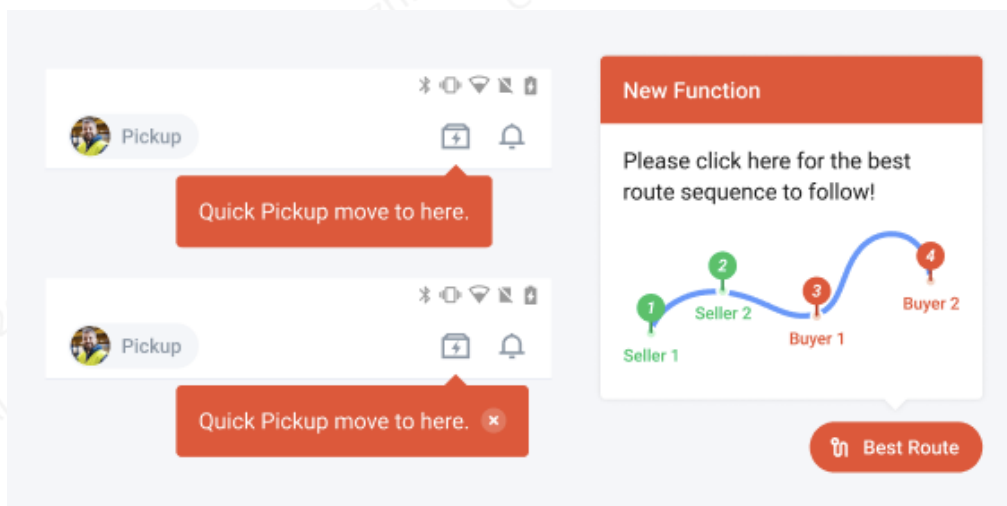 Pickup
Quick Pickup move to here.
Pickup
Quick Pickup move to here.
New Function
Please click here for the best
route sequence to follow!
1
Seller 1
2
Seller 2
3
Buyer 1
4
Buyer 2
Best Route